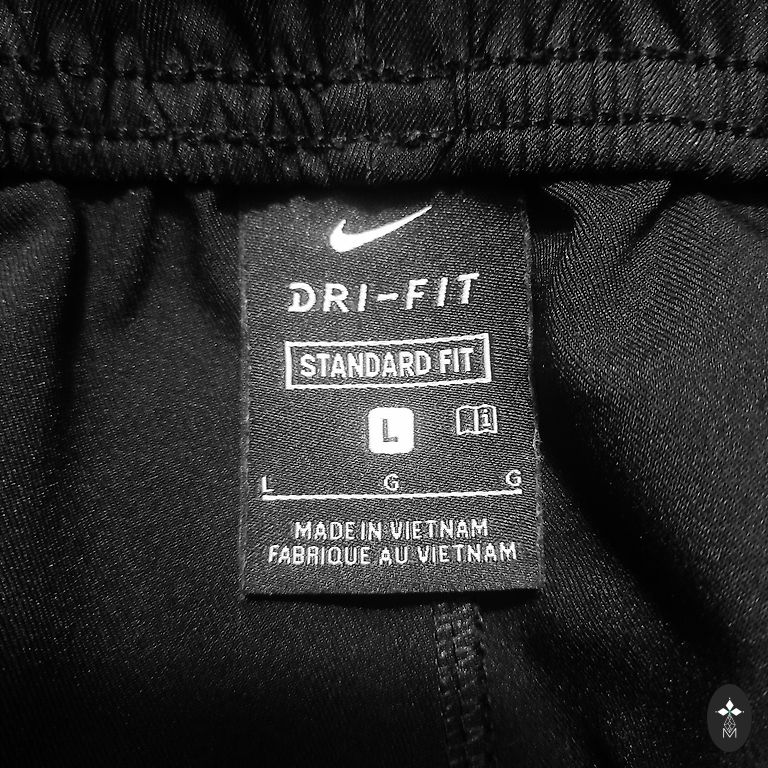 DRI-FIT
STANDARD FIT
L
i
L G G
MADE IN VIETNAM
FABRIQUE AU VIETNAM
M